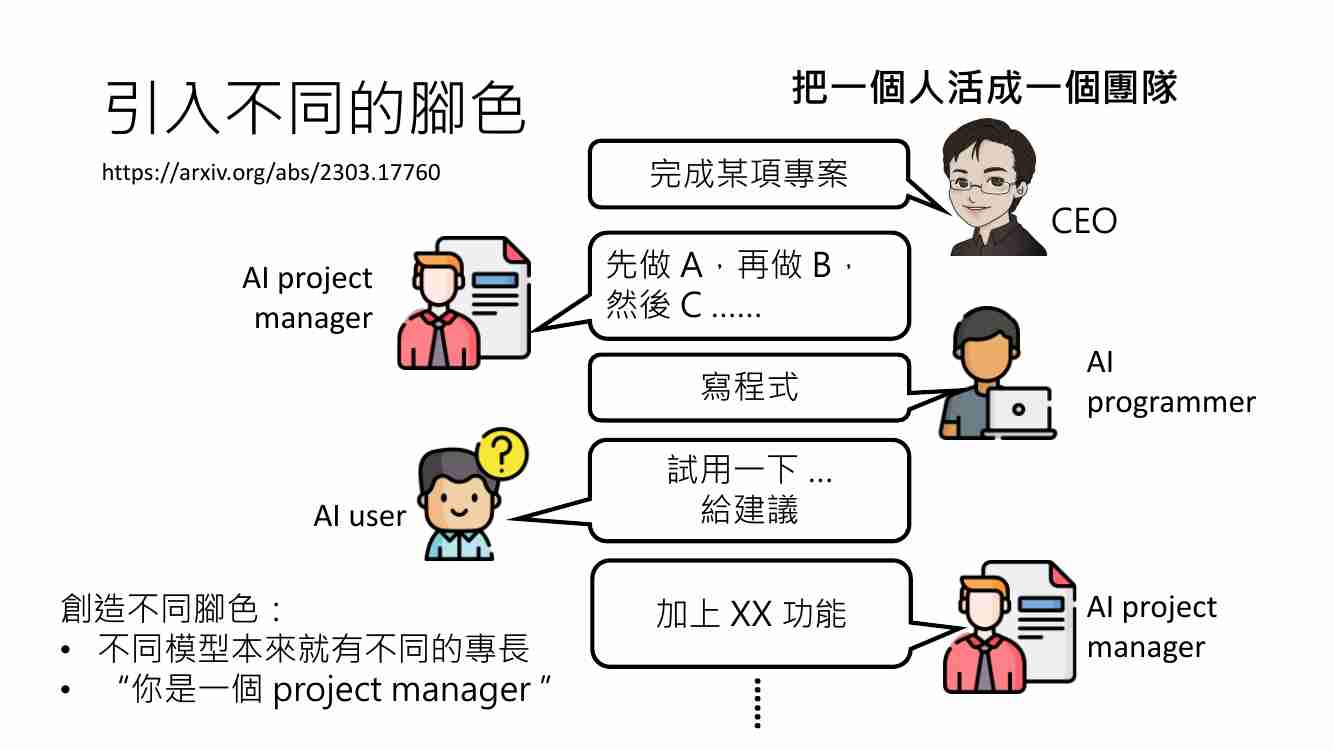 引入不同的腳色
https://arxiv.org/abs/2303.17760
把一個人活成一個團隊
完成某項專案
CEO
AI project
manager
先做 A，再做 B，
然後 C ......
寫程式
AI
programmer
試用一下 ...
給建議
?
AI user
加上 XX 功能
AI project
manager
創造不同腳色：
• 不同模型本來就有不同的專長
• “你是一個 project manager ”